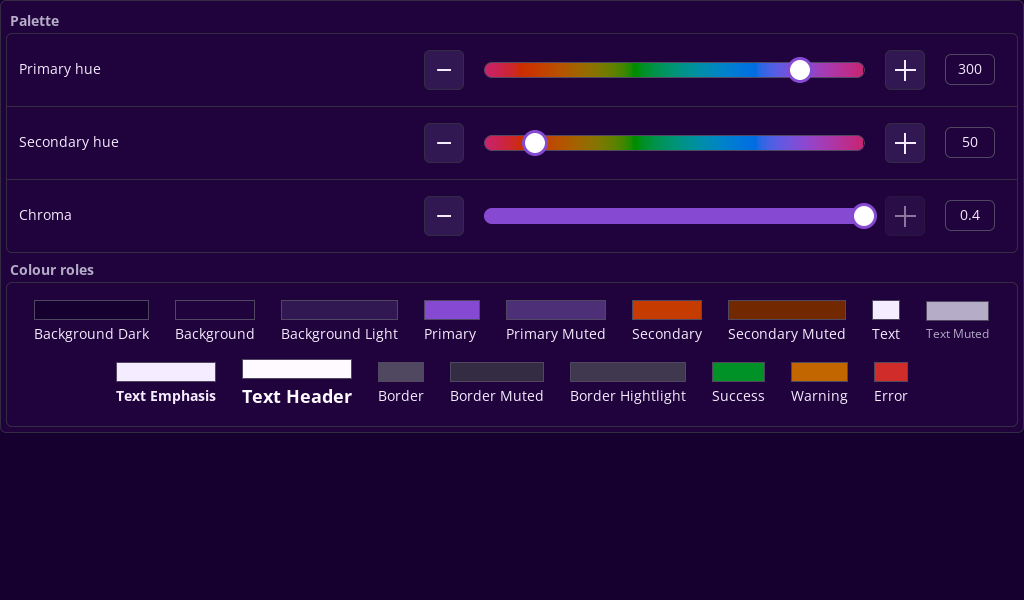 Palette
Primary hue
300
Secondary hue
50
Chroma
0.4
Colour roles
Background Dark Background Background Light Primary Primary Muted Secondary Secondary Muted Text Text Muted
Text Emphasis Text Header Border Border Muted Border Hightlight Success Warning Error